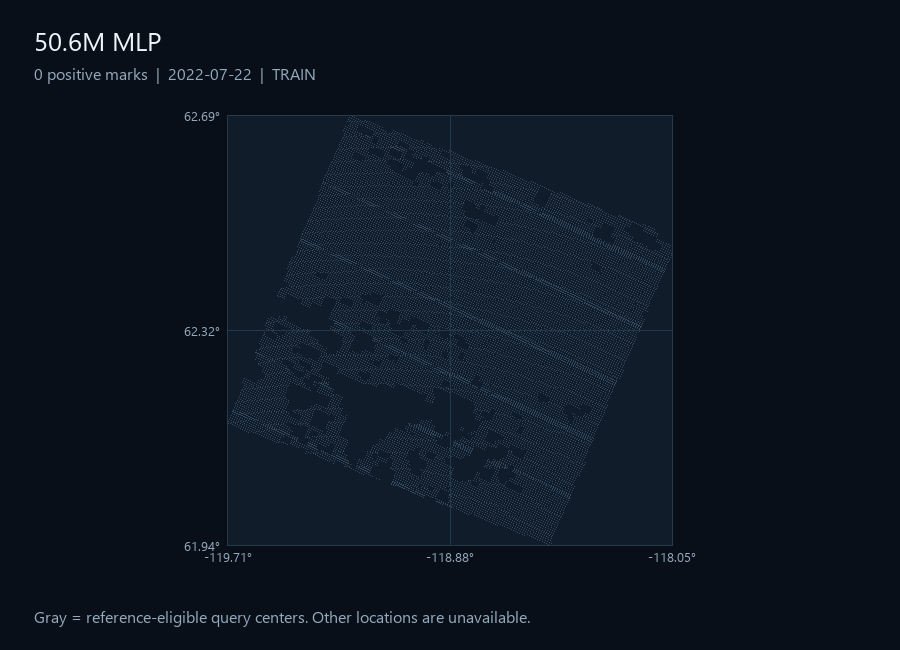 50.6M MLP
0 positive marks | 2022-07-22 | TRAIN
62.69°
62.32°
61.94°
-119.71°
-118.88°
-118.05°
Gray = reference-eligible query centers. Other locations are unavailable.